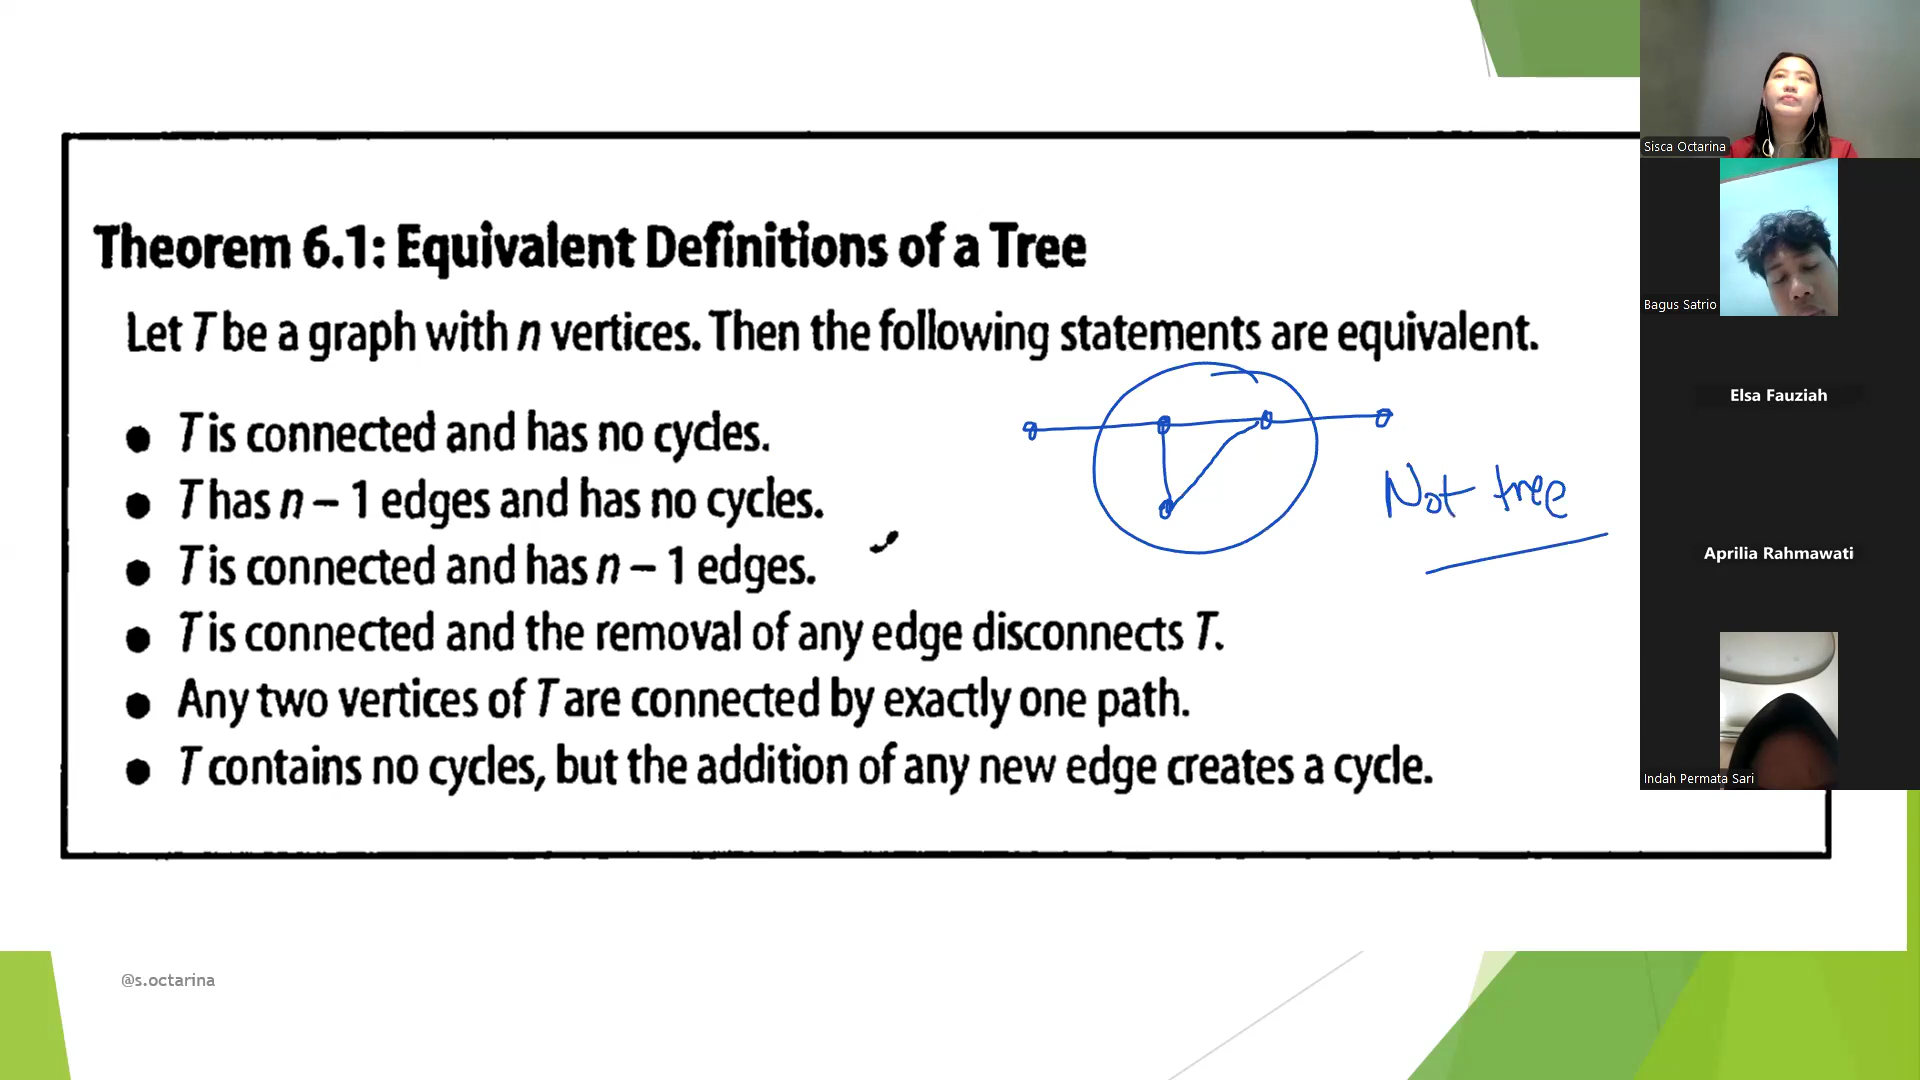 Theorem 6.1: Equivalent Definitions of a Tree
Let T be a graph with n vertices. Then the following statements are equivalent.
● T is connected and has no cycles.
● T has n – 1 edges and has no cycles.
● T is connected and has n – 1 edges.
● T is connected and the removal of any edge disconnects T.
● Any two vertices of T are connected by exactly one path.
● T contains no cycles, but the addition of any new edge creates a cycle.
Not tree
@s.octarina
Sisca Octarina
Bagus Satrio
Elsa Fauziah
Aprilia Rahmawati
Indah Permata Sari